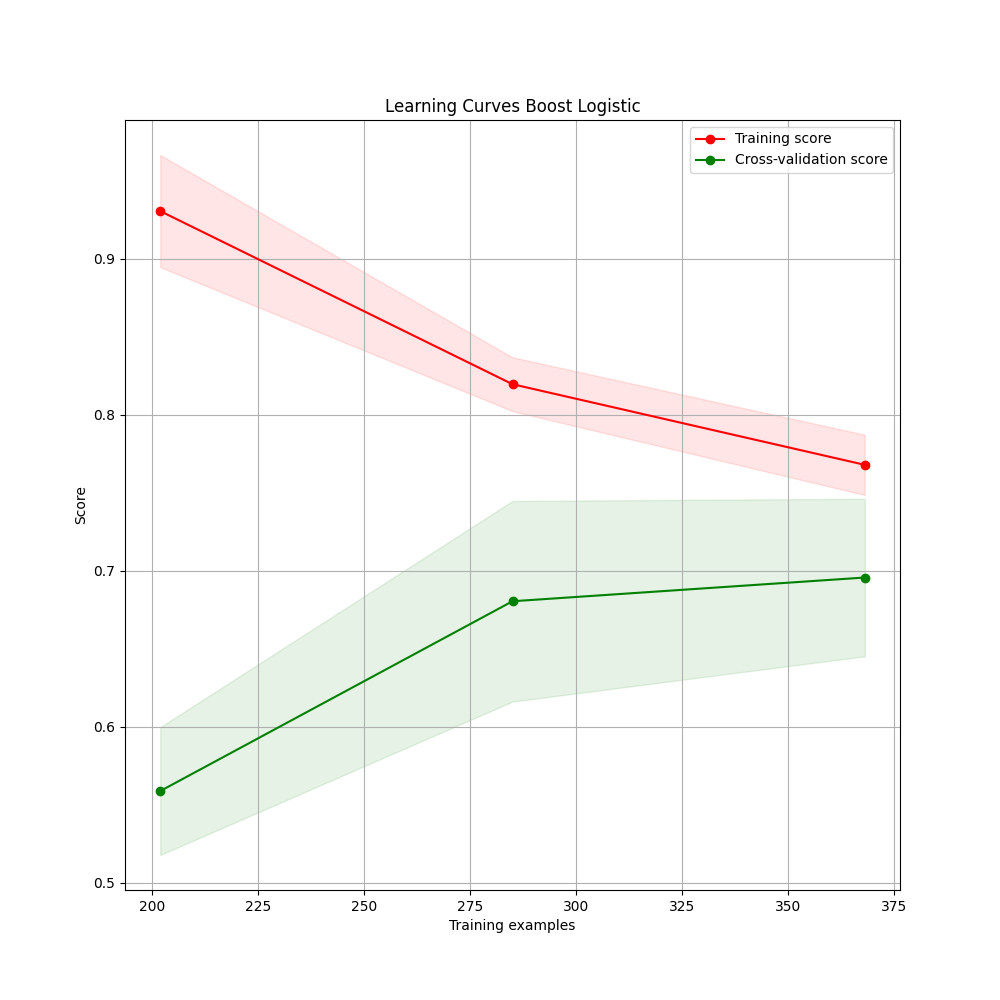 Learning Curves Boost Logistic
Training score
Cross-validation score
0.9
0.8
0.7
0.6
0.5
Score
200 225 250 275 300 325 350 375
Training examples